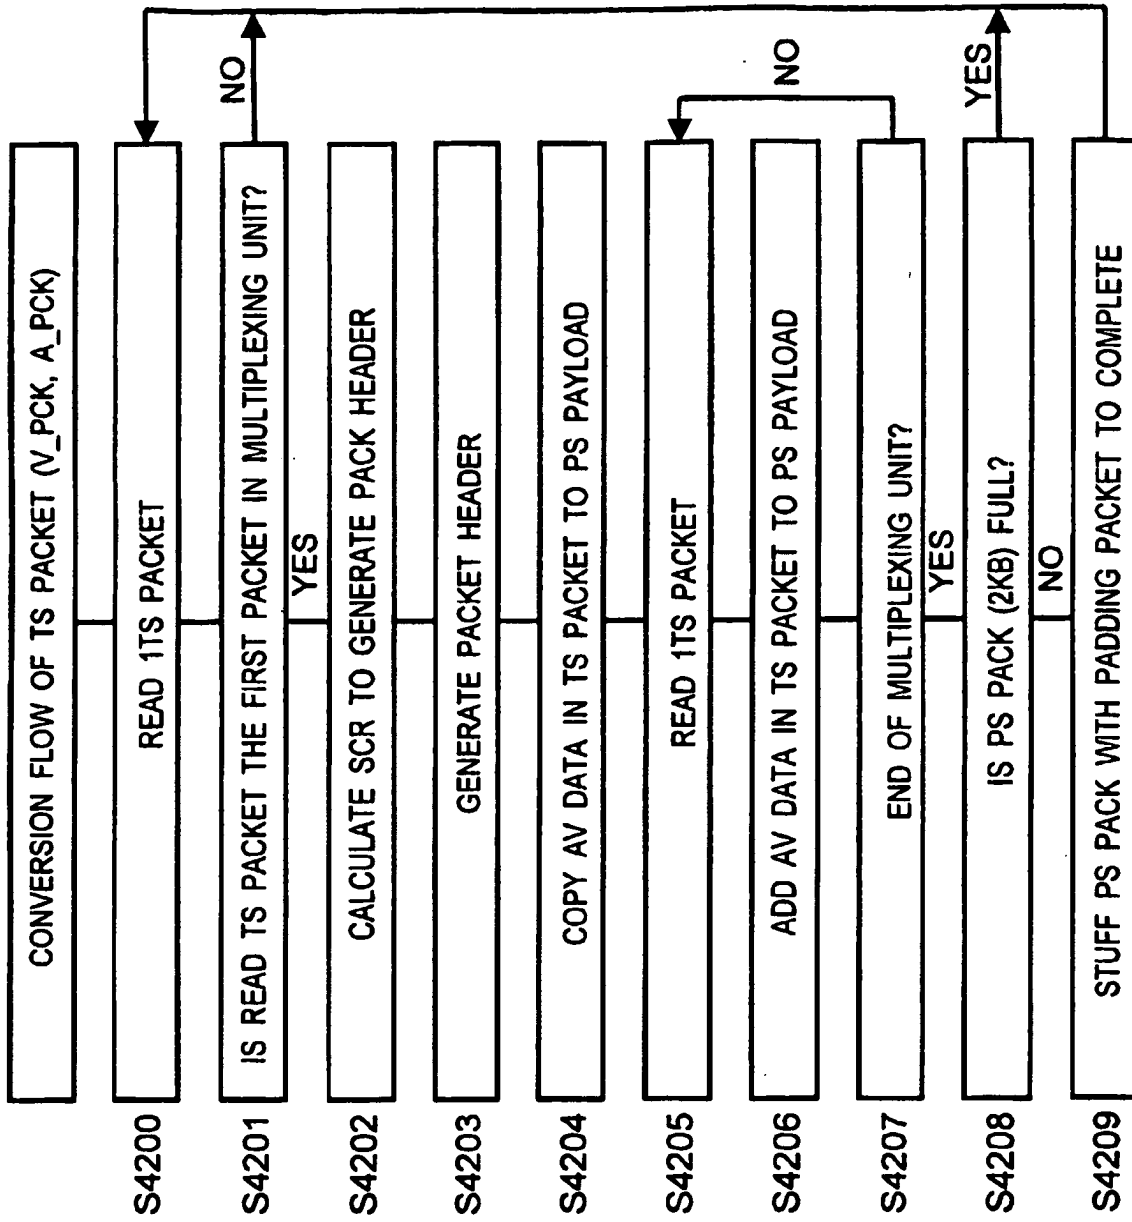 CONVERSION FLOW OF TS PACKET (V_PCK, A_PCK)
S4200
READ 1TS PACKET
S4201
IS READ TS PACKET THE FIRST PACKET IN MULTIPLEXING UNIT?
NO
YES
S4202
CALCULATE SCR TO GENERATE PACK HEADER
S4203
GENERATE PACKET HEADER
S4204
COPY AV DATA IN TS PACKET TO PS PAYLOAD
S4205
READ 1TS PACKET
S4206
ADD AV DATA IN TS PACKET TO PS PAYLOAD
NO
S4207
END OF MULTIPLEXING UNIT?
YES
S4208
IS PS PACK (2KB) FULL?
YES
NO
S4209
STUFF PS PACK WITH PADDING PACKET TO COMPLETE